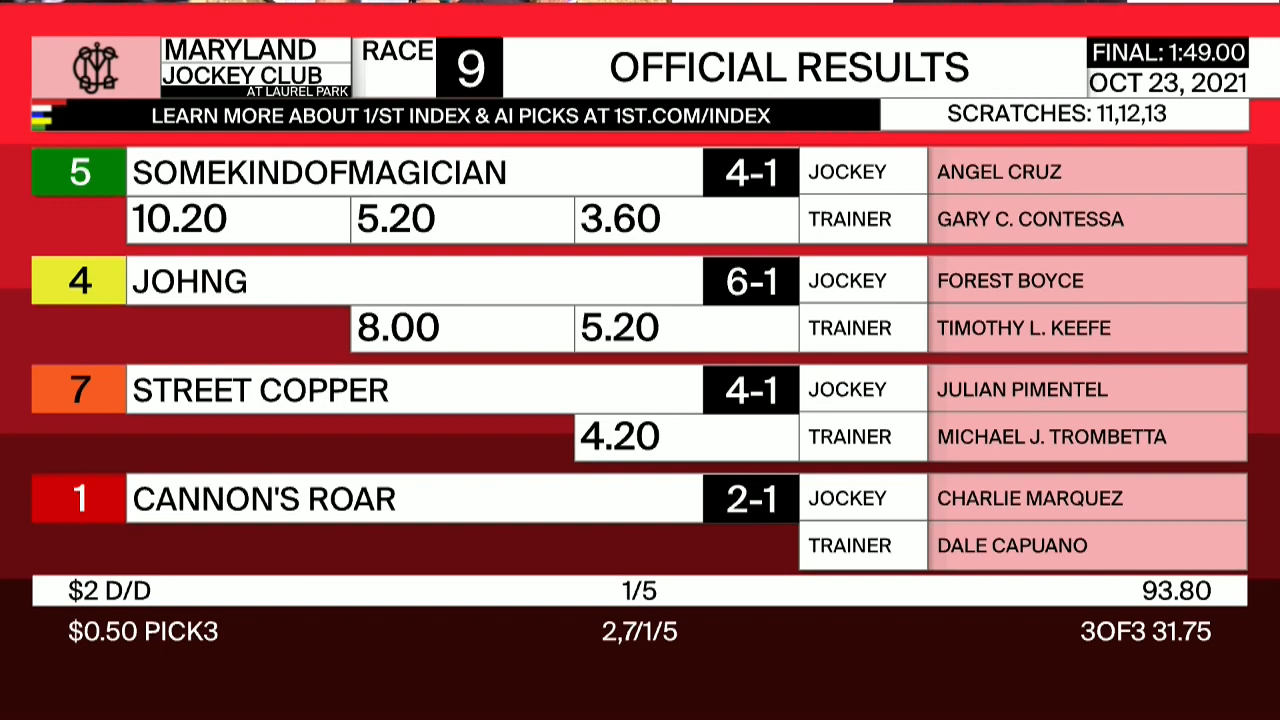 MARYLAND
JOCKEY CLUB
AT LAUREL PARK
RACE 9
OFFICIAL RESULTS
FINAL: 1:49.00
OCT 23, 2021
LEARN MORE ABOUT 1/ST INDEX & AI PICKS AT 1ST.COM/INDEX
SCRATCHES: 11,12,13
5 SOMEKINDOFMAGICIAN 4-1 JOCKEY ANGEL CRUZ
10.20 5.20 3.60 TRAINER GARY C. CONTESSA
4 JOHNG 6-1 JOCKEY FOREST BOYCE
8.00 5.20 TRAINER TIMOTHY L. KEEFE
7 STREET COPPER 4-1 JOCKEY JULIAN PIMENTEL
4.20 TRAINER MICHAEL J. TROMBETTA
1 CANNON'S ROAR 2-1 JOCKEY CHARLIE MARQUEZ
TRAINER DALE CAPUANO
$2 D/D 1/5 93.80
$0.50 PICK3 2,7/1/5 3OF3 31.75